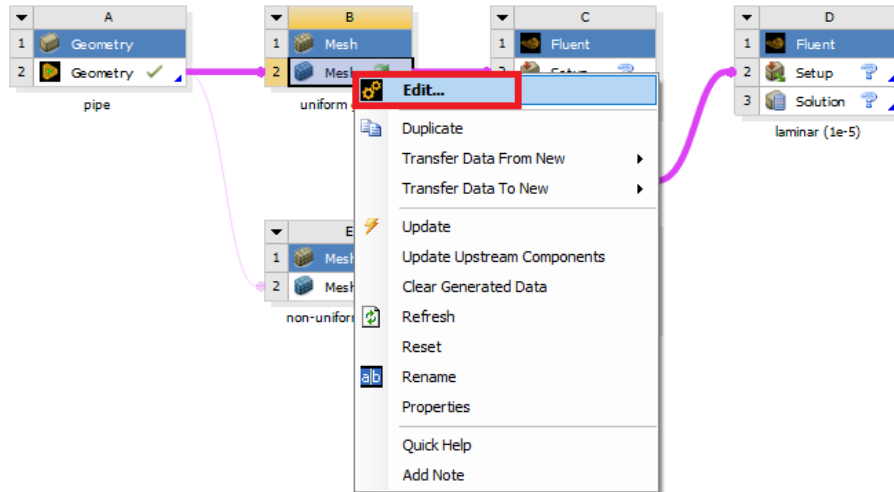 A
1 Geometry
2 Geometry
pipe
B
1 Mesh
2 Mesh
uniform
C
1 Fluent
D
1 Fluent
2 Setup
3 Solution
laminar (1e-5)
E
1 Mesh
2 Mesh
Edit...
Duplicate
Transfer Data From New
Transfer Data To New
Update
Update Upstream Components
Clear Generated Data
Refresh
Reset
ab Rename
Properties
Quick Help
Add Note